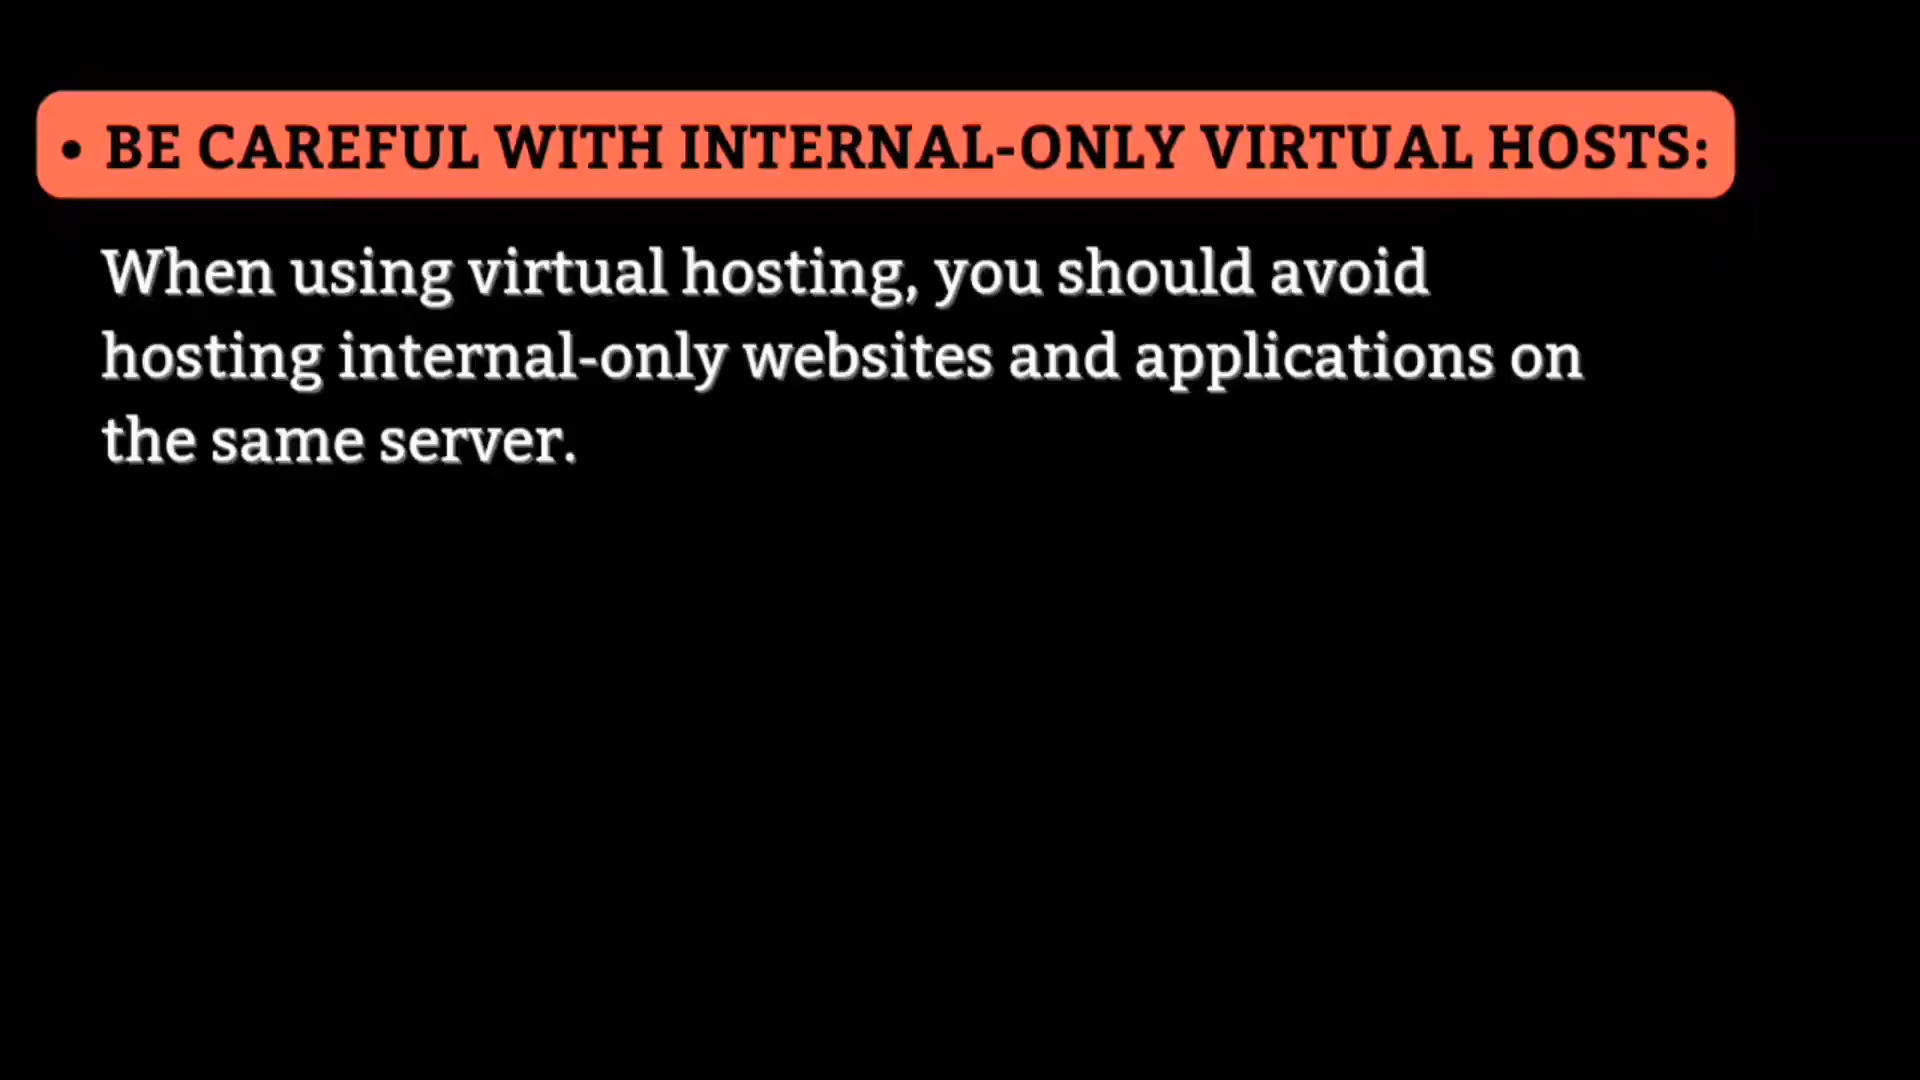 • BE CAREFUL WITH INTERNAL-ONLY VIRTUAL HOSTS:
When using virtual hosting, you should avoid
hosting internal-only websites and applications on
the same server.